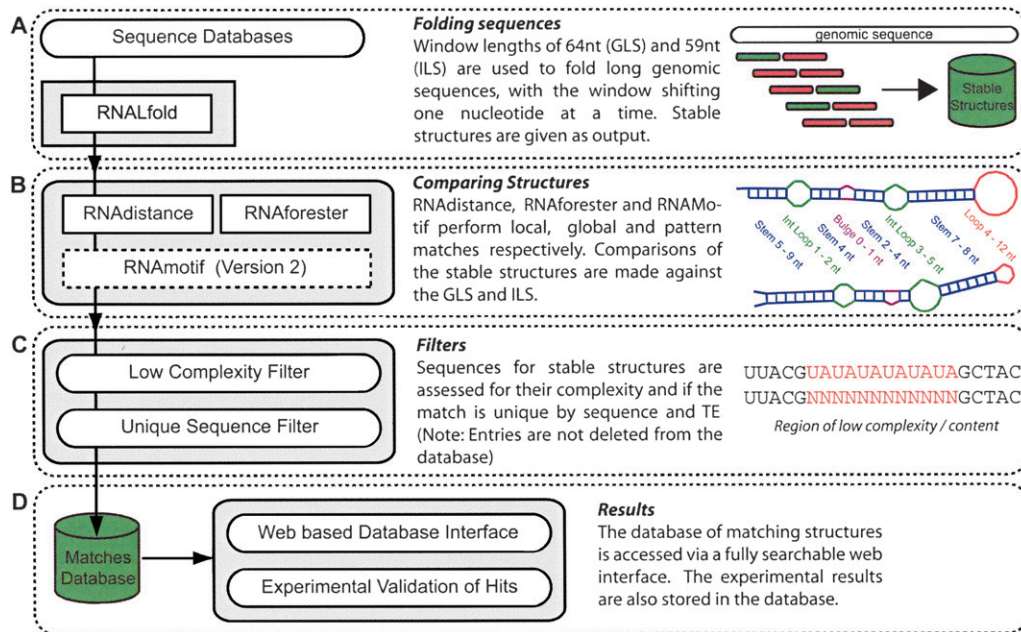 A
Sequence Databases
RNALfold
Folding sequences
Window lengths of 64nt (GLS) and 59nt
(ILS) are used to fold long genomic
sequences, with the window shifting
one nucleotide at a time. Stable
structures are given as output.
genomic sequence
Stable
Structures
B
RNAdistance
RNAforester
RNAmotif (Version 2)
Comparing Structures
RNAdistance, RNAforester and RNAMo-
tif perform local, global and pattern
matches respectively. Comparisons of
the stable structures are made against
the GLS and ILS.
Stem 5 - 9 nt
Int Loop 1 - 2 nt
Stem 4 nt
Bulge 0 - 1 nt
Stem 2 - 4 nt
Int Loop 3 - 5 nt
Stem 7 - 8 nt
Loop 4 - 12 nt
C
Low Complexity Filter
Unique Sequence Filter
Filters
Sequences for stable structures are
assessed for their complexity and if the
match is unique by sequence and TE
(Note: Entries are not deleted from the
database)
UUACGUAUAUAUAUAUAGCUAC
UUACGNNNNNNNNNNNNGCUAC
Region of low complexity / content
D
Matches
Database
Web based Database Interface
Experimental Validation of Hits
Results
The database of matching structures
is accessed via a fully searchable web
interface. The experimental results
are also stored in the database.